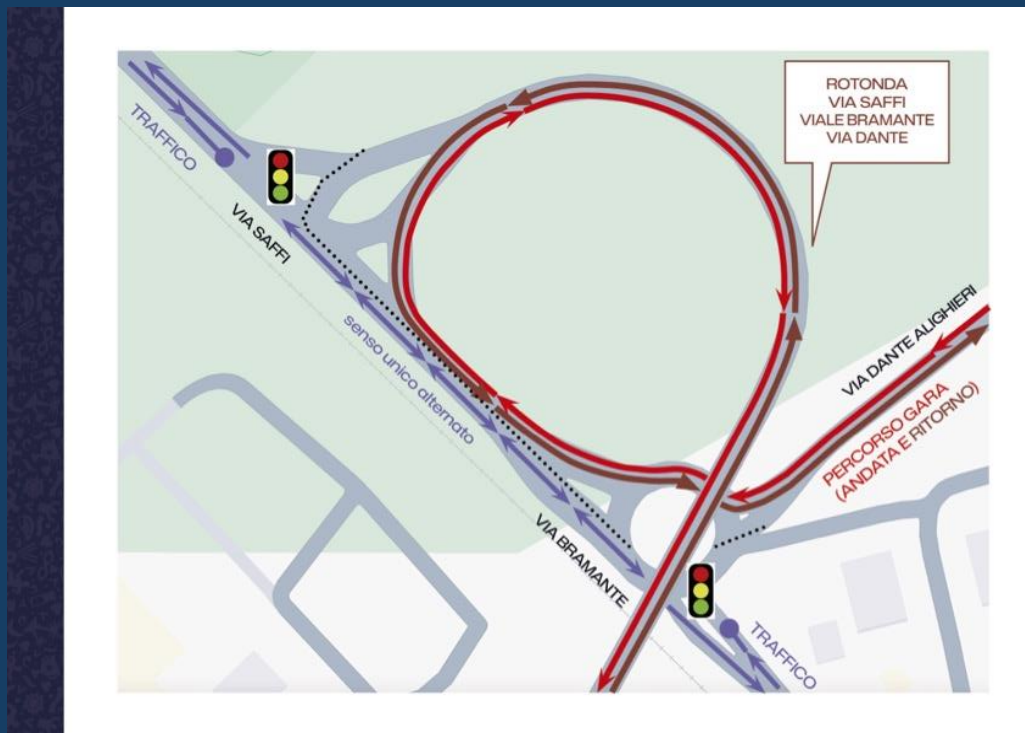 ROTONDA
VIA SAFFI
VIALE BRAMANTE
VIA DANTE
TRAFFICO
VIA SAFFI
senso unico alternato
VIA DANTE ALIGHIERI
PERCORSO GARA
(ANDATA E RITORNO)
VIA BRAMANTE
TRAFFICO